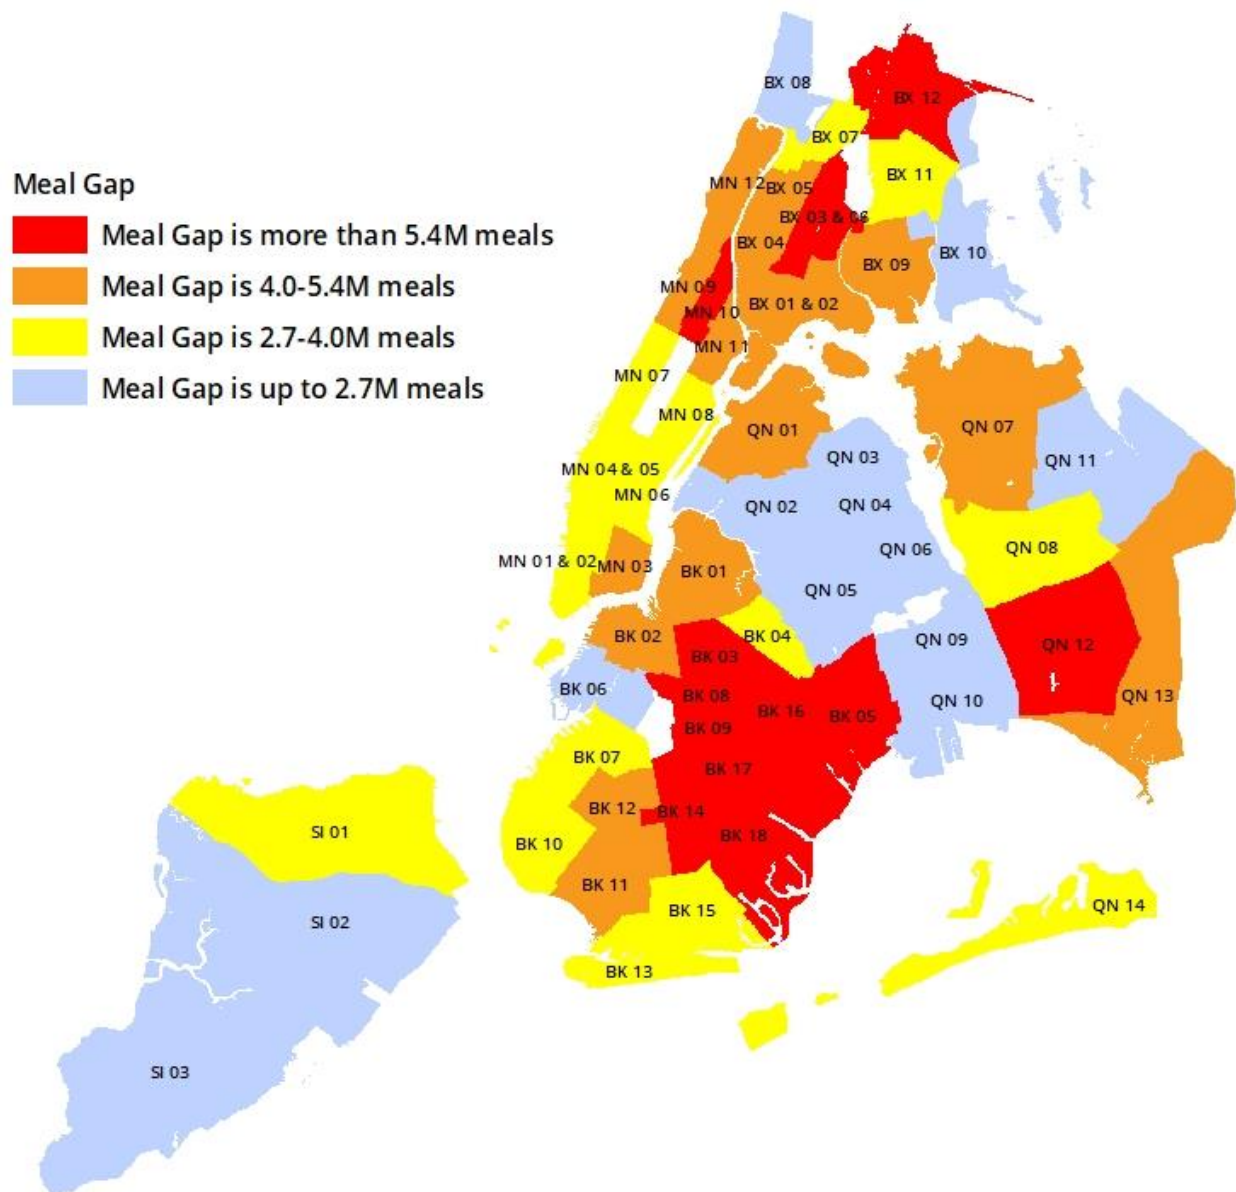 Meal Gap
Meal Gap is more than 5.4M meals
Meal Gap is 4.0-5.4M meals
Meal Gap is 2.7-4.0M meals
Meal Gap is up to 2.7M meals
BX 08
BX 12
BX 07
BX 11
MN 12
BX 05
BX 03 & 06
BX 04
BX 10
BX 09
MN 09
BX 01 & 02
MN 10
MN 11
MN 07
MN 08
QN 01
QN 07
QN 03
QN 11
MN 04 & 05
MN 06
QN 02
QN 04
QN 06
QN 08
MN 01 & 02
MN 03
BK 01
QN 05
BK 02
BK 04
QN 09
QN 12
BK 03
BK 06
BK 08
BK 16
BK 05
QN 10
QN 13
BK 09
BK 07
BK 17
BK 12
BK 14
SI 01
BK 10
BK 18
BK 11
BK 15
QN 14
SI 02
BK 13
SI 03